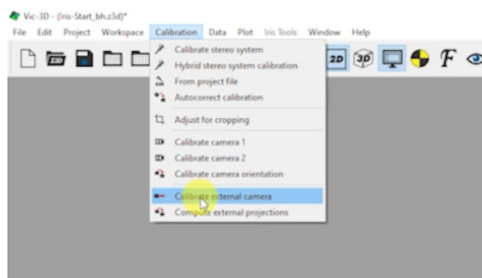 Vic-3D - (Iris-Start_bh.z3d)*
File Edit Project Workspace Calibration Data Plot Iris Tools Window Help
2D 3D F
Calibrate stereo system
Hybrid stereo system calibration
From project file
Autocorrect calibration
Adjust for cropping
Calibrate camera 1
Calibrate camera 2
Calibrate camera orientation
Calibrate external camera
Compute external projections